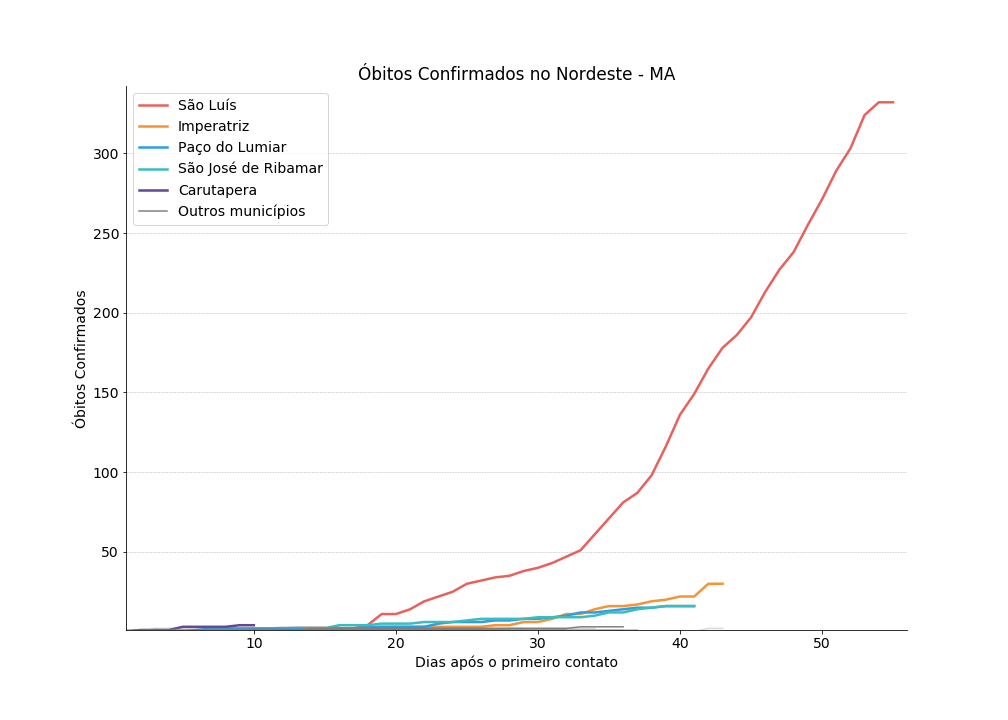 Óbitos Confirmados no Nordeste - MA
São Luís
Imperatriz
Paço do Lumiar
São José de Ribamar
Carutapera
Outros municípios
Óbitos Confirmados
300
250
200
150
100
50
10 20 30 40 50
Dias após o primeiro contato